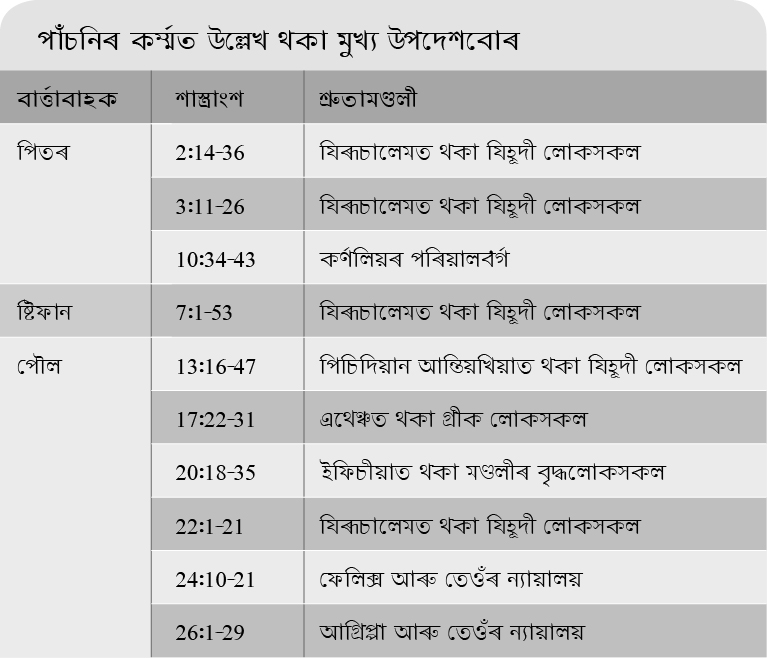 পাঁচনিৰ কৰ্ম্মত উল্লেখ থকা মুখ্য উপদেশবোৰ
বাৰ্ত্তাবাহক শাস্ত্ৰাংশ শ্ৰুতামণ্ডলী
পিতৰ 2:14-36 যিৰূচালেমত থকা যিহূদী লোকসকল
3:11-26 যিৰূচালেমত থকা যিহূদী লোকসকল
10:34-43 কৰ্ণলিয়ৰ পৰিয়ালবৰ্গ
ষ্টিফান 7:1-53 যিৰূচালেমত থকা যিহূদী লোকসকল
পৌল 13:16-47 পিচিদিয়ান আন্তিয়খিয়াত থকা যিহূদী লোকসকল
17:22-31 এথেঞ্চত থকা গ্ৰীক লোকসকল
20:18-35 ইফিচীয়াত থকা মণ্ডলীৰ বৃদ্ধলোকসকল
22:1-21 যিৰূচালেমত থকা যিহূদী লোকসকল
24:10-21 ফেলিক্স আৰু তেওঁৰ ন্যায়ালয়
26:1-29 আগ্ৰিপ্পা আৰু তেওঁৰ ন্যায়ালয়